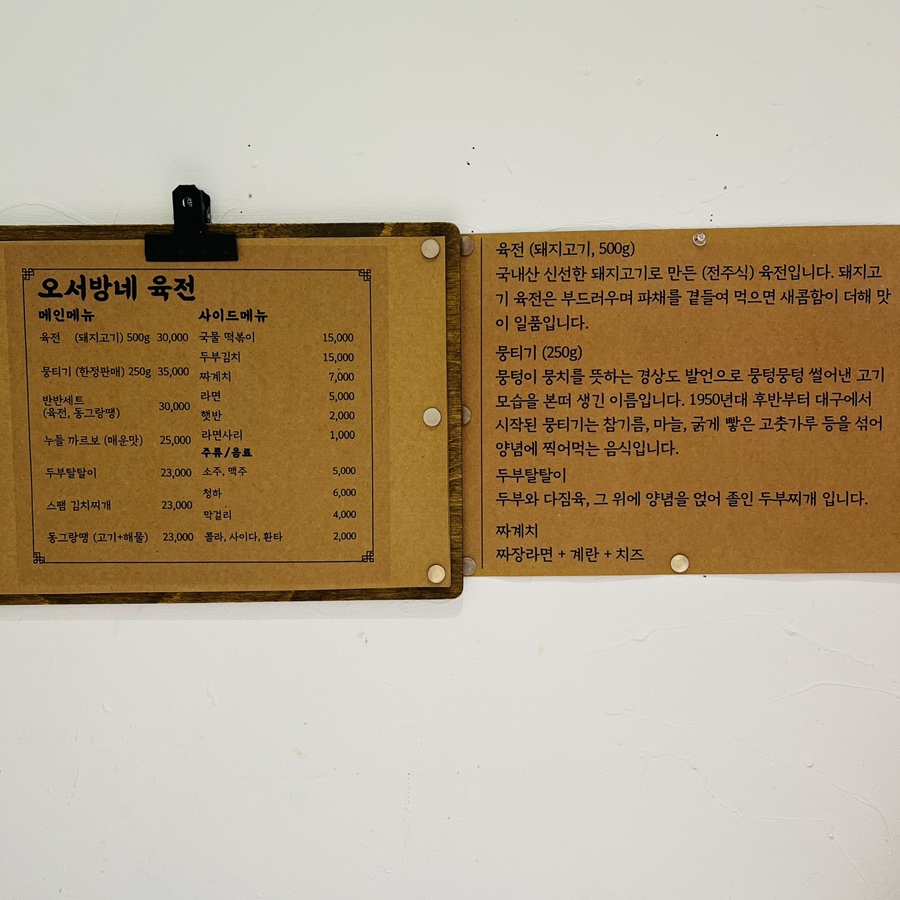 오서방네 육전
메인메뉴
육전 (돼지고기) 500g 30,000
뭉티기 (한정판매) 250g 35,000
반반세트
(육전, 동그랑땡) 30,000
누들 까르보 (매운맛) 25,000
두부탈탈이 23,000
스팸 김치찌개 23,000
동그랑땡 (고기+해물) 23,000
사이드메뉴
국물 떡볶이 15,000
두부김치 15,000
짜계치 7,000
라면 5,000
햇반 2,000
라면사리 1,000
주류/음료
소주, 맥주 5,000
청하 6,000
막걸리 4,000
콜라, 사이다, 환타 2,000
육전 (돼지고기, 500g)
국내산 신선한 돼지고기로 만든 (전주식) 육전입니다. 돼지고
기 육전은 부드러우며 파채를 곁들여 먹으면 새콤함이 더해 맛
이 일품입니다.
뭉티기 (250g)
뭉텅이 뭉치를 뜻하는 경상도 발언으로 뭉텅뭉텅 썰어낸 고기
모습을 본떠 생긴 이름입니다. 1950년대 후반부터 대구에서
시작된 뭉티기는 참기름, 마늘, 굵게 빻은 고춧가루 등을 섞어
양념에 찍어먹는 음식입니다.
두부탈탈이
두부와 다짐육, 그 위에 양념을 얹어 졸인 두부찌개 입니다.
짜계치
짜장라면 + 계란 + 치즈